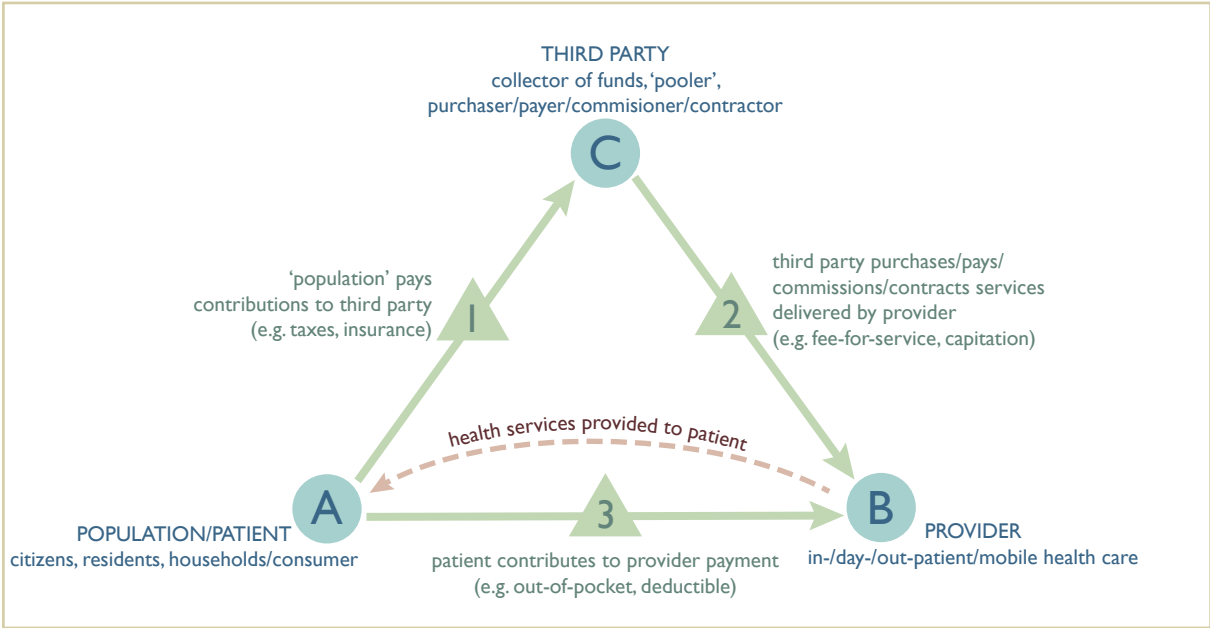 THIRD PARTY
collector of funds, ‘pooler’,
purchaser/payer/commisioner/contractor
C
‘population’ pays
contributions to third party
(e.g. taxes, insurance)
1
2
third party purchases/pays/
commissions/contracts services
delivered by provider
(e.g. fee-for-service, capitation)
health services provided to patient
A
POPULATION/PATIENT
citizens, residents, households/consumer
3
patient contributes to provider payment
(e.g. out-of-pocket, deductible)
B
PROVIDER
in-/day-/out-patient/mobile health care